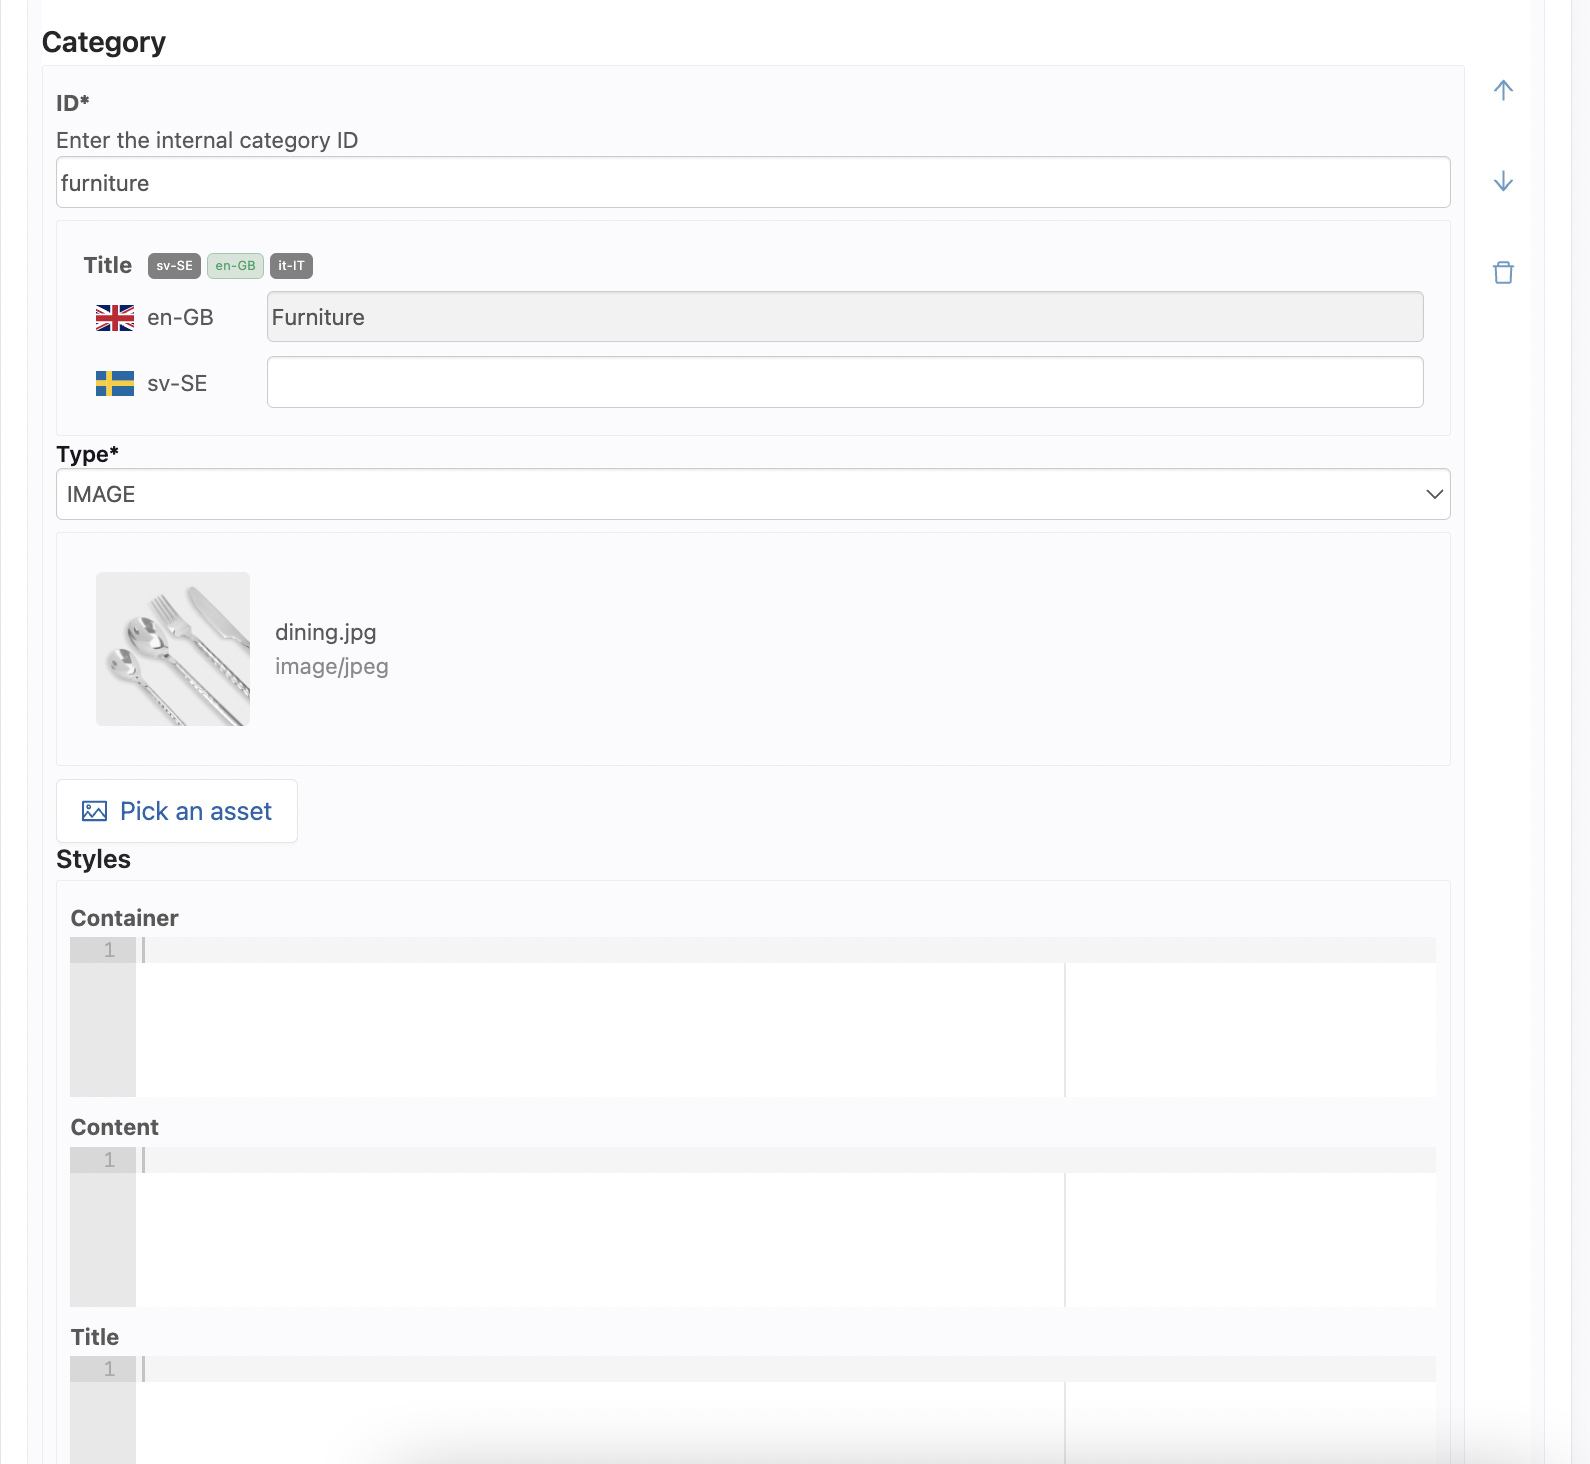 Category
ID*
Enter the internal category ID
furniture
Title sv-SE en-GB it-IT
en-GB Furniture
sv-SE
Type*
IMAGE
dining.jpg
image/jpeg
Pick an asset
Styles
Container
1
Content
1
Title
1